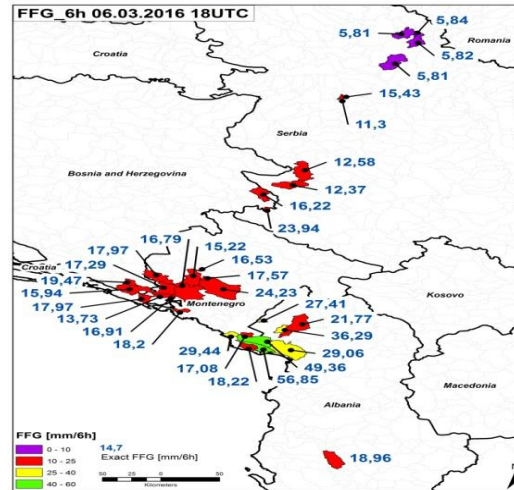 FFG_6h 06.03.2016 18UTC
Croatia
5,81
5,84
Romania
5,82
5,81
15,43
11,3
Serbia
Bosnia and Herzegovina
12,58
12,37
16,22
23,94
16,79
15,22
16,53
17,97
17,29
Croatia
19,47
17,57
15,94
24,23
17,97
Montenegro
13,73
16,91
18,2
27,41
Kosovo
21,77
36,29
29,44
29,06
17,08
49,36
18,22
56,85
Macedonia
Albania
18,96
FFG [mm/6h]
0 - 10
10 - 25
25 - 40
40 - 60
14,7
Exact FFG [mm/6h]
50
25
0
50
Kilometers